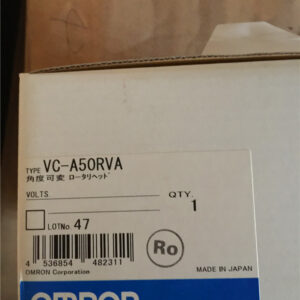 TYPE VC-A50RVA
角度可変 ロータリヘッド
VOLTS
QTY.
1
LOTNo. 47
Ro
4 536854 482311
OMRON Corporation
MADE IN JAPAN
OMRON